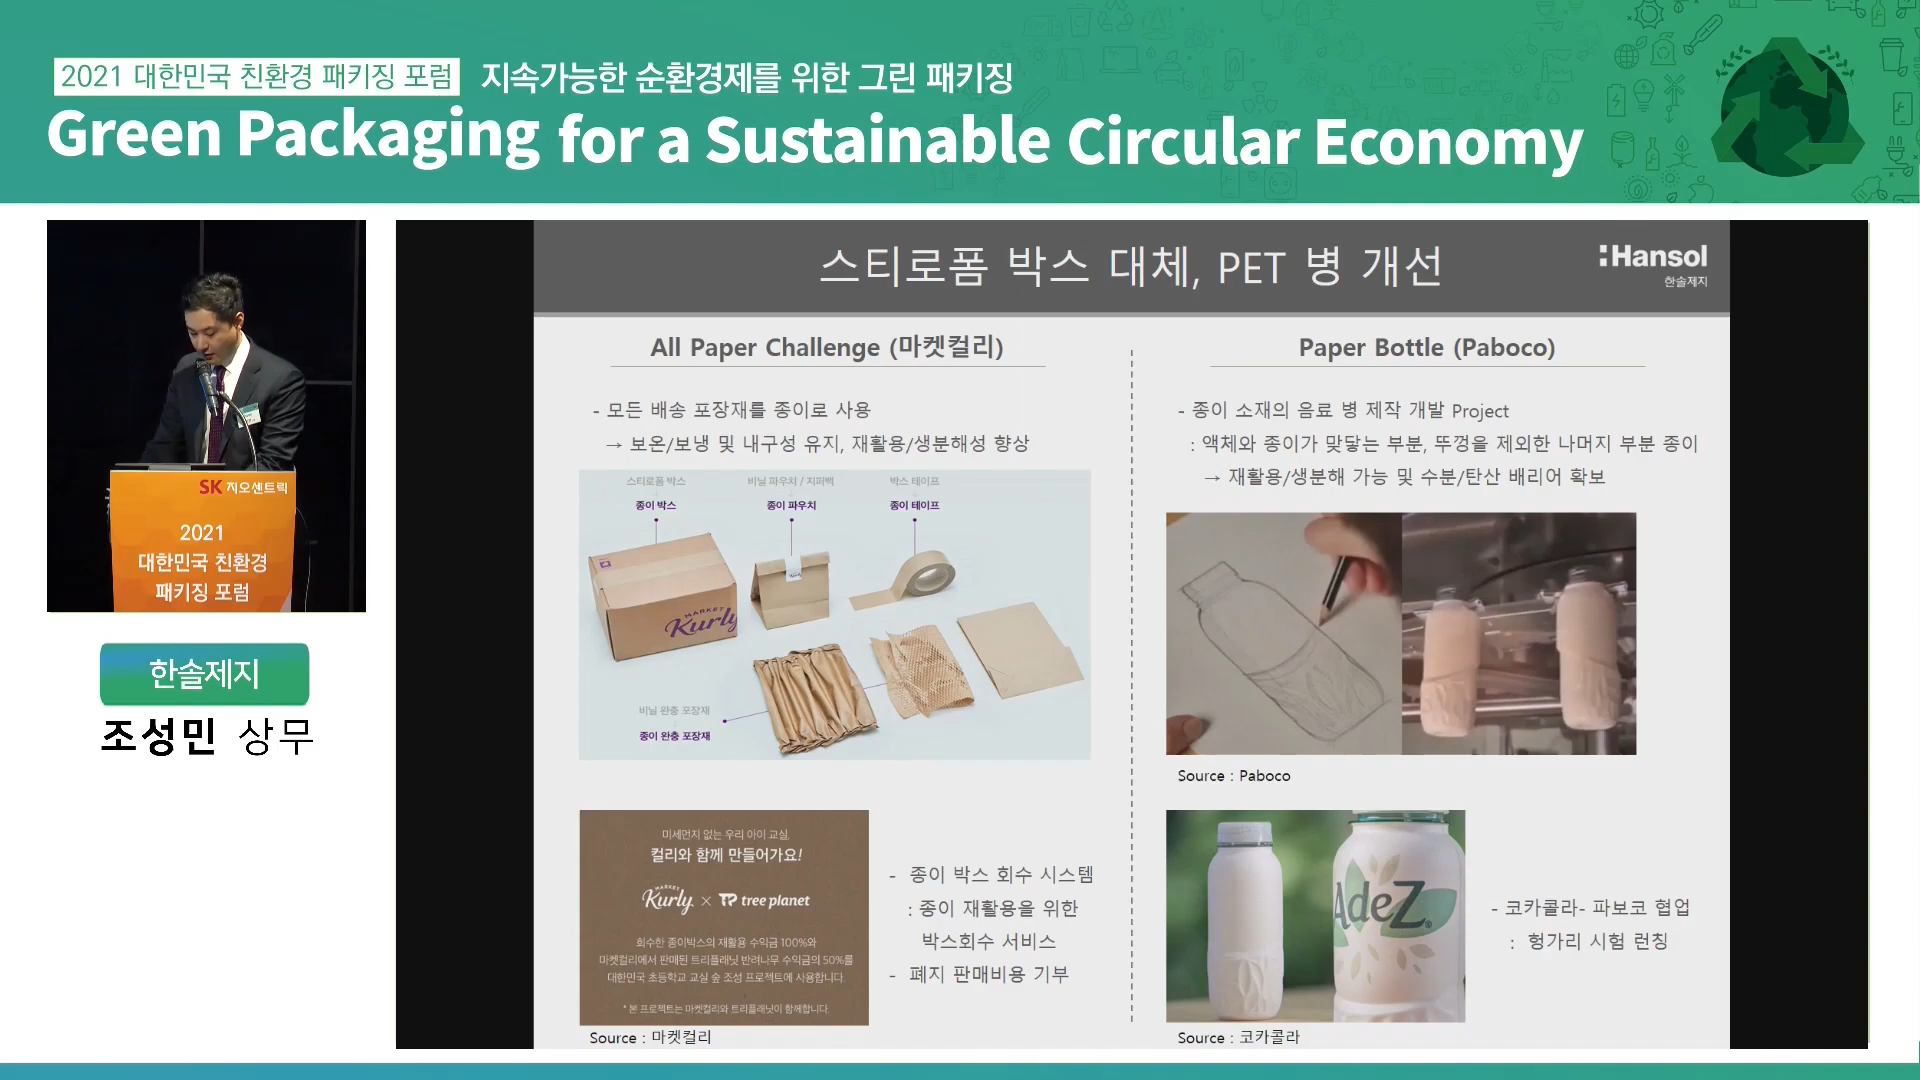 2021 대한민국 친환경 패키징 포럼 지속가능한 순환경제를 위한 그린 패키징
Green Packaging for a Sustainable Circular Economy
SK 지오센트릭
2021
대한민국 친환경
패키징 포럼
한솔제지
조성민 상무
스티로폼 박스 대체, PET 병 개선
Hansol
한솔제지
All Paper Challenge (마켓컬리)
- 모든 배송 포장재를 종이로 사용
→ 보온/보냉 및 내구성 유지, 재활용/생분해성 향상
스티로폼 박스 비닐 파우치 / 지퍼백 박스 테이프
종이 박스 종이 파우치 종이 테이프
MARKET
Kurly
비닐 완충 포장재
종이 완충 포장재
미세먼지 없는 우리 아이 교실,
컬리와 함께 만들어가요!
MARKET Kurly × tree planet
회수한 종이박스의 재활용 수익금 100%와
마켓컬리에서 판매된 트리플래닛 반려나무 수익금의 50%를
대한민국 초등학교 교실 숲 조성 프로젝트에 사용합니다.
* 본 프로젝트는 마켓컬리와 트리플래닛이 함께합니다.
Source : 마켓컬리
- 종이 박스 회수 시스템
: 종이 재활용을 위한
박스회수 서비스
- 폐지 판매비용 기부
Paper Bottle (Paboco)
- 종이 소재의 음료 병 제작 개발 Project
: 액체와 종이가 맞닿는 부분, 뚜껑을 제외한 나머지 부분 종이
→ 재활용/생분해 가능 및 수분/탄산 배리어 확보
Source : Paboco
AdeZ®
- 코카콜라- 파보코 협업
: 헝가리 시험 런칭
Source : 코카콜라